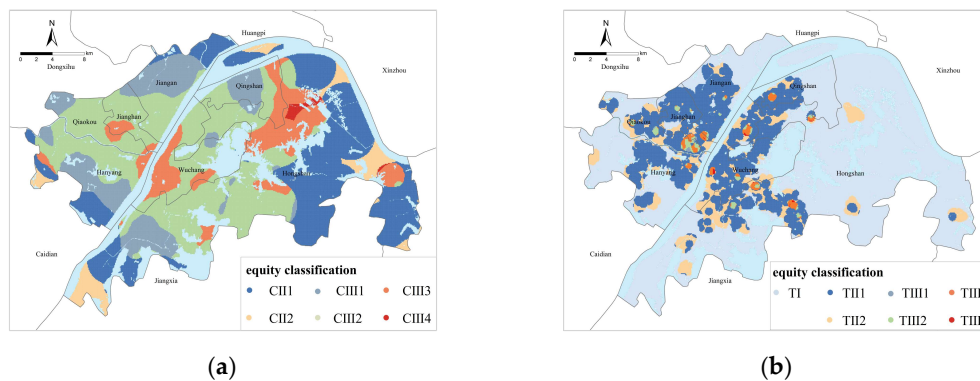 N
0 2 4 8
km
Huangpi
Dongxihu
Xinzhou
Jiangan
Qingshan
Qiaokou
Jianghan
Hanyang
Wuchang
Hongshan
Caidian
Jiangxia
equity classification
CII1 CIII1 CIII3
CII2 CIII2 CIII4
(a)
N
0 2 4 8
km
Huangpi
Dongxihu
Xinzhou
Jiangan
Qingshan
Qiaokou
Jianghan
Hanyang
Wuchang
Hongshan
Caidian
Jiangxia
equity classification
TI TII1 TIII1 TIII
TII2 TIII2 TIII
(b)